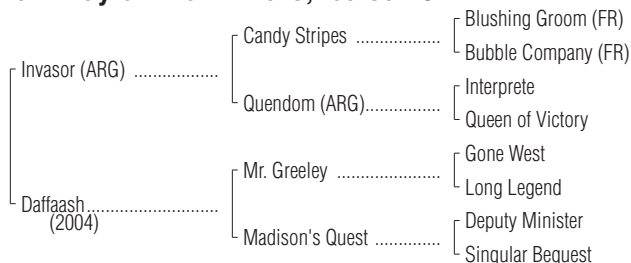 Blushing Groom (FR)
Candy Stripes
Bubble Company (FR)
Invasor (ARG) ..................
Interprete
Quendom (ARG)................
Queen of Victory
Gone West
Mr. Greeley ................
Long Legend
Daffaash............................
(2004)
Deputy Minister
Madison's Quest ..............
Singular Bequest